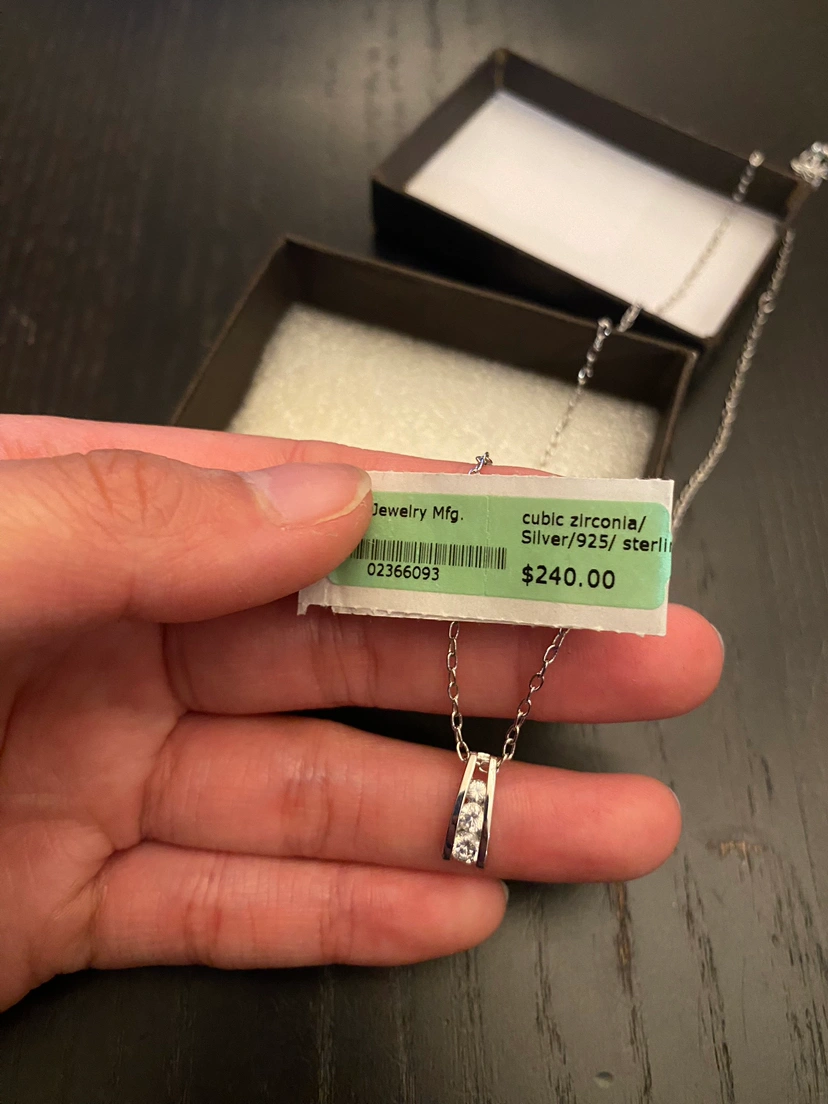 Jewelry Mfg.
02366093
cubic zirconia/
Silver/925/
$240.00